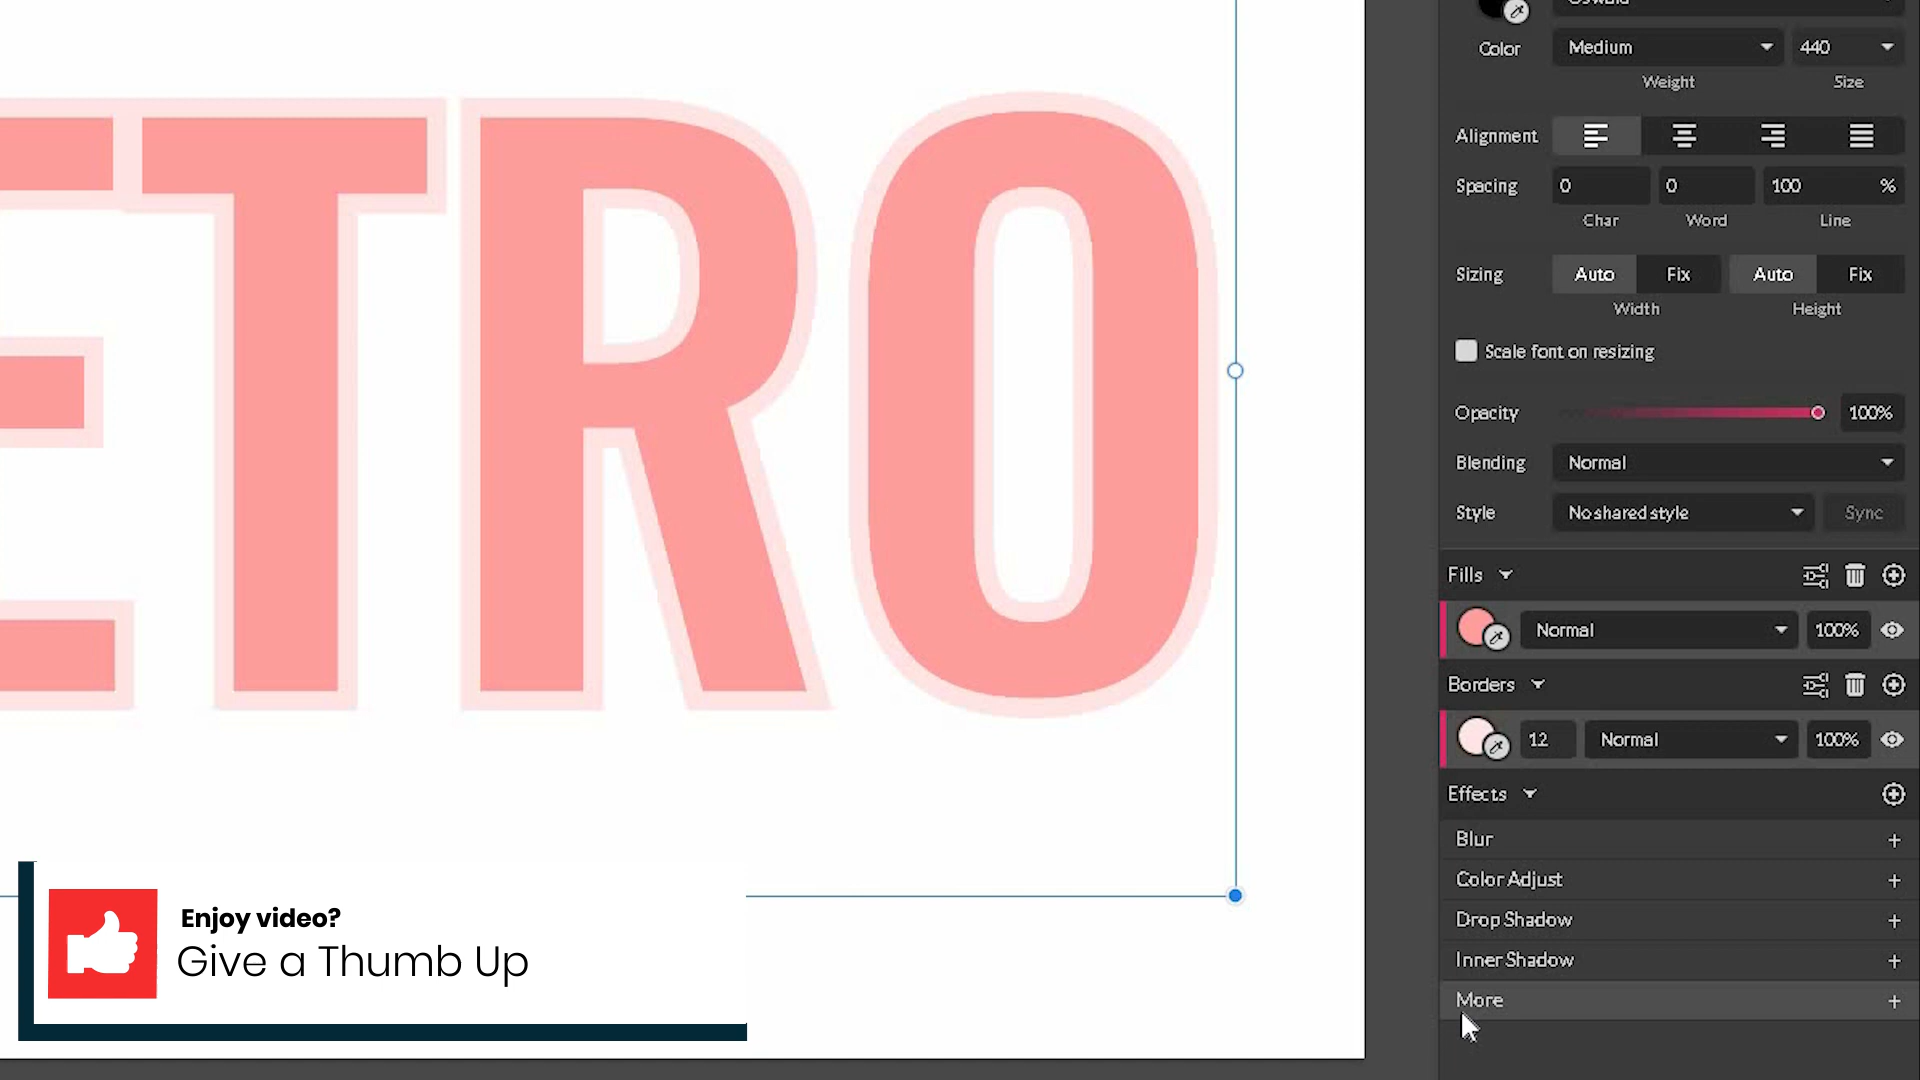 ETRO
Color
Medium
440
Weight
Size
Alignment
Spacing
0
0
100
%
Char
Word
Line
Sizing
Auto
Fix
Auto
Fix
Width
Height
Scale font on resizing
Opacity
100%
Blending
Normal
Style
No shared style
Sync
Fills
Normal
100%
Borders
12
Normal
100%
Effects
Blur
Color Adjust
Drop Shadow
Inner Shadow
More
Enjoy video?
Give a Thumb Up